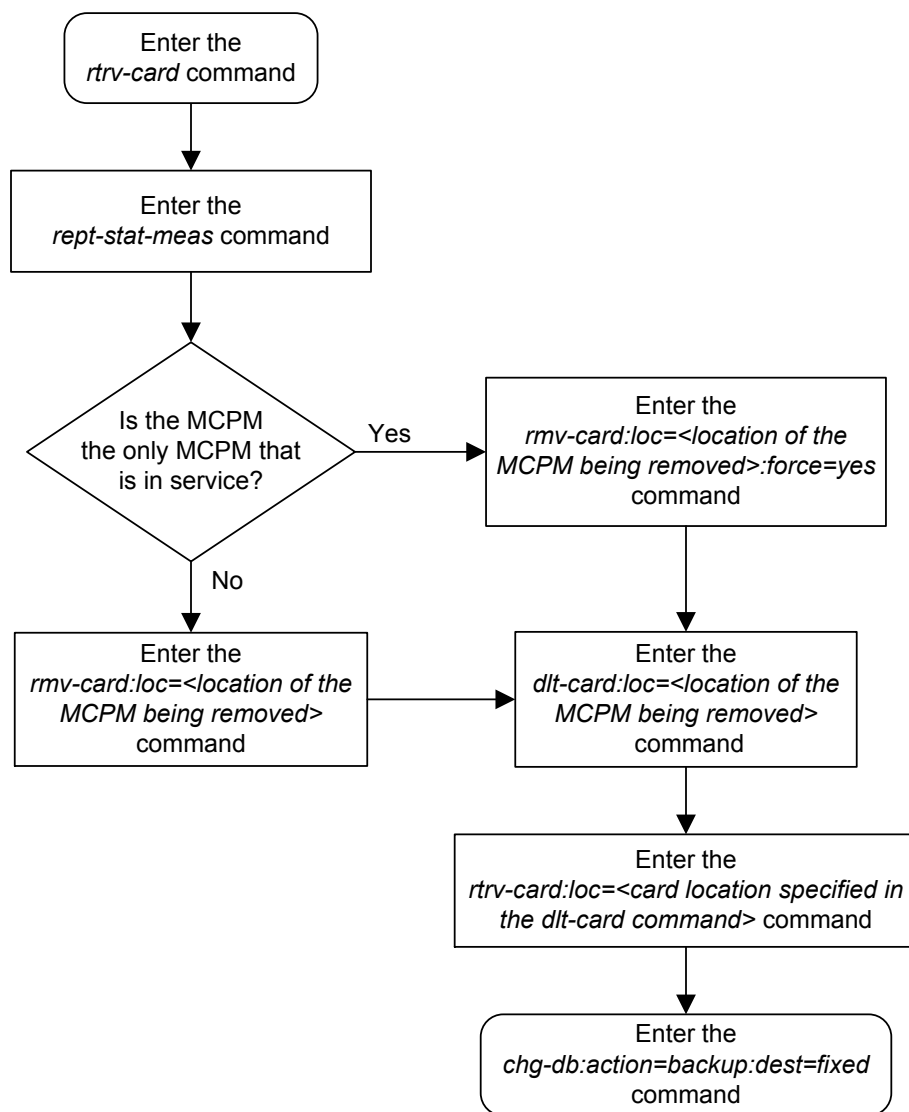 Enter the
rtrv-card command
Enter the
rept-stat-meas command
Is the MCPM
the only MCPM that
is in service?
Yes
Enter the
rmv-card:loc=<location of the
MCPM being removed>:force=yes
command
No
Enter the
rmv-card:loc=<location of the
MCPM being removed>
command
Enter the
dlt-card:loc=<location of the
MCPM being removed>
command
Enter the
rtrv-card:loc=<card location specified in
the dlt-card command> command
Enter the
chg-db:action=backup:dest=fixed
command